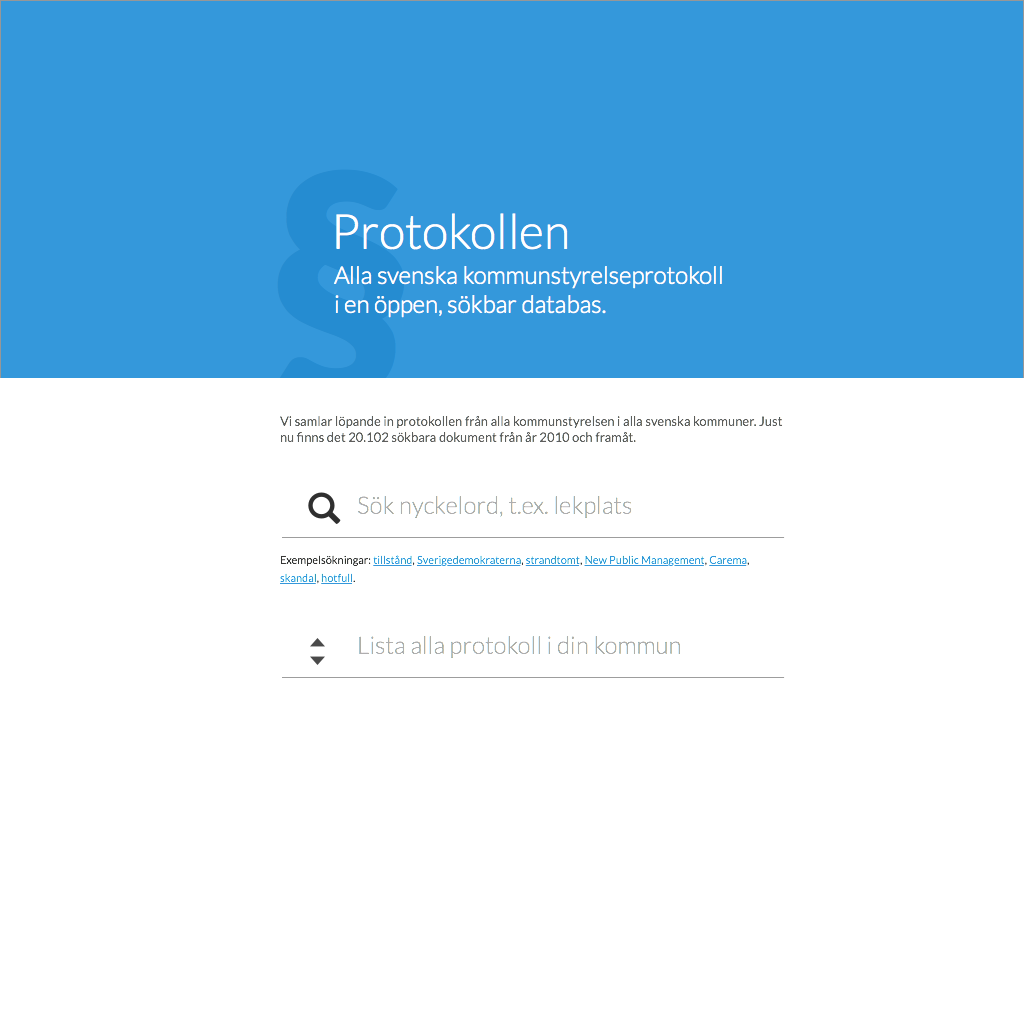 §
Protokollen
Alla svenska kommunstyrelseprotokoll
i en öppen, sökbar databas.
Vi samlar löpande in protokollen från alla kommunstyrelsen i alla svenska kommuner. Just
nu finns det 20.102 sökbara dokument från år 2010 och framåt.
Sök nyckelord, t.ex. lekplats
Exempelsökningar: tillstånd, Sverigedemokraterna, strandtomt, New Public Management, Carema,
skandal, hotfull.
Lista alla protokoll i din kommun